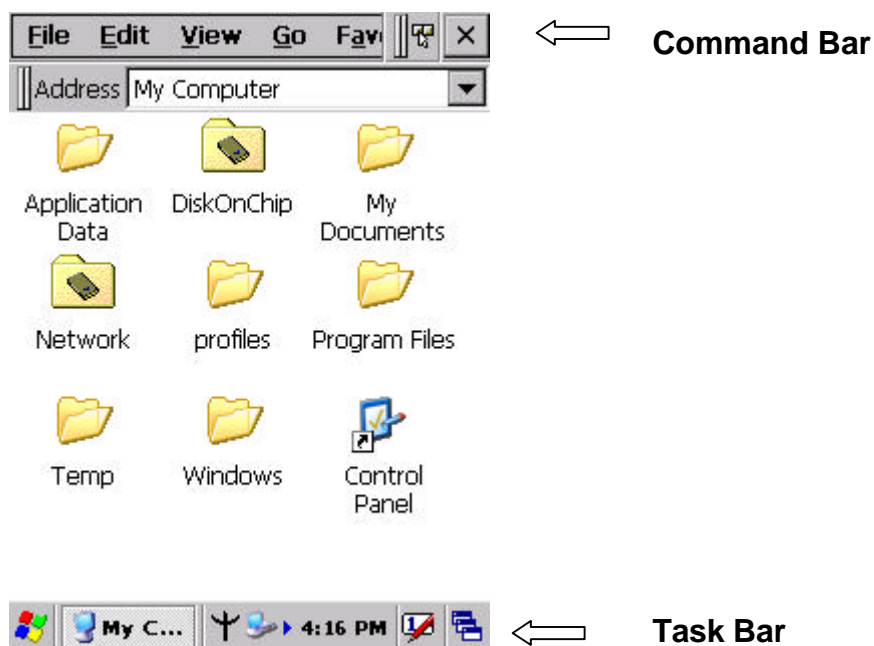 File Edit View Go Fav
Command Bar
Address My Computer
Application Data
DiskOnChip
My Documents
Network
profiles
Program Files
Temp
Windows
Control Panel
My C... 4:16 PM 1
Task Bar